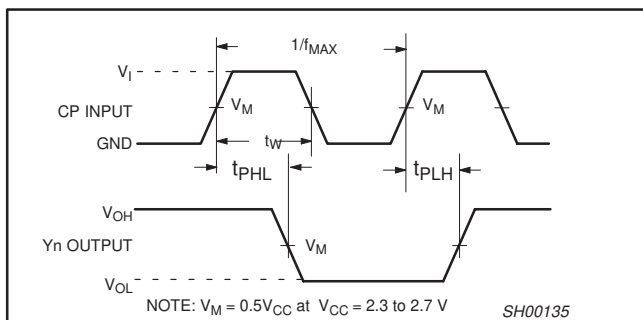 1/fMAX
VI
CP INPUT
VM
VM
GND
tW
tPHL
tPLH
VOH
Yn OUTPUT
VM
VOL
NOTE: VM = 0.5VCC at VCC = 2.3 to 2.7 V
SH00135